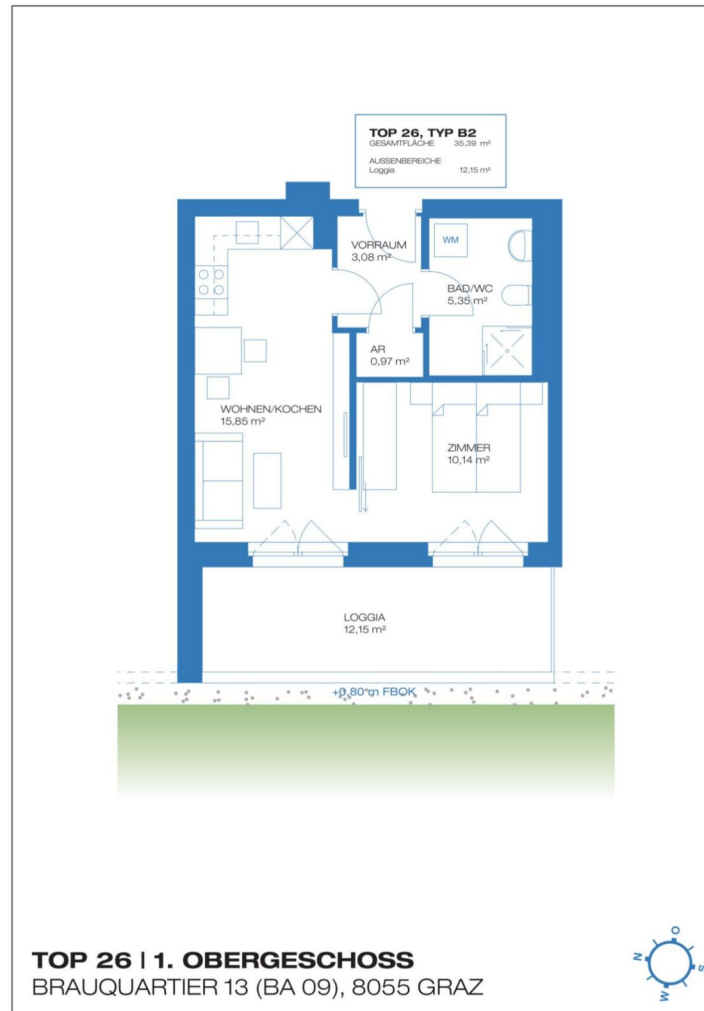 TOP 26, TYP B2
GESAMTFLÄCHE 35,39 m²
AUSSENBEREICHE
Loggia 12,15 m²
VORRAUM
3,08 m²
WM
BAD/WC
5,35 m²
AR
0,97 m²
WOHNEN/KOCHEN
15,85 m²
ZIMMER
10,14 m²
LOGGIA
12,15 m²
+0,80 m FBOK
TOP 26 | 1. OBERGESCHOSS
BRAUQUARTIER 13 (BA 09), 8055 GRAZ
N
O
S
W